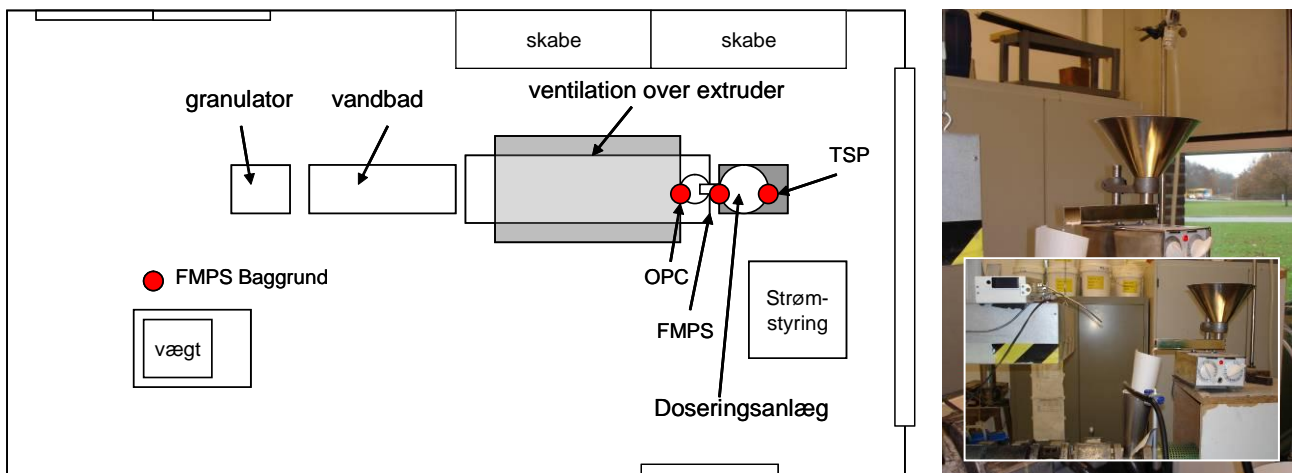 skabe
skabe
ventilation over extruder
granulator
vandbad
TSP
OPC
FMPS Baggrund
FMPS
Strøm-
styring
vægt
Doseringsanlæg